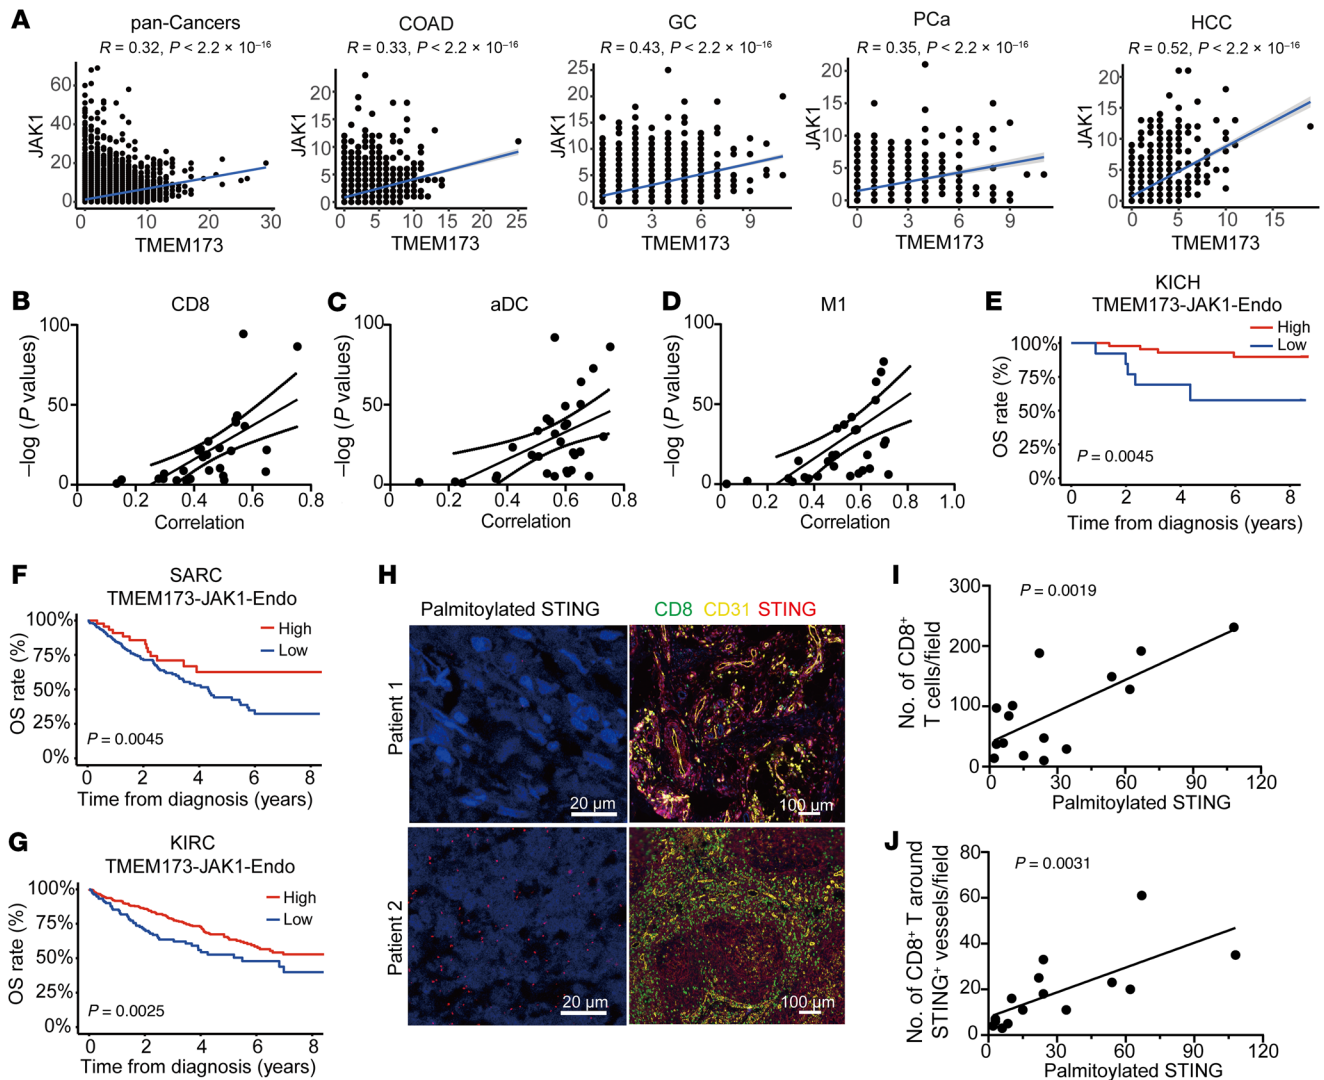 A
pan-Cancers
R = 0.32, P < 2.2 × 10⁻¹⁶
JAK1
60
40
20
0
0 10 20 30
TMEM173
COAD
R = 0.33, P < 2.2 × 10⁻¹⁶
JAK1
20
15
10
5
0
0 5 10 15 20 25
TMEM173
GC
R = 0.43, P < 2.2 × 10⁻¹⁶
JAK1
25
20
15
10
5
0
0 3 6 9
TMEM173
PCa
R = 0.35, P < 2.2 × 10⁻¹⁶
JAK1
20
15
10
5
0
0 3 6 9
TMEM173
HCC
R = 0.52, P < 2.2 × 10⁻¹⁶
JAK1
20
15
10
5
0
0 5 10 15
TMEM173
B
CD8
–log (P values)
100
50
0
0 0.2 0.4 0.6 0.8
Correlation
C
aDC
–log (P values)
100
50
0
0 0.2 0.4 0.6 0.8
Correlation
D
M1
–log (P values)
100
50
0
0 0.2 0.4 0.6 0.8 1.0
Correlation
E
KICH
TMEM173-JAK1-Endo
High
Low
OS rate (%)
100%
75%
50%
25%
0%
P = 0.0045
0 2 4 6 8
Time from diagnosis (years)
F
SARC
TMEM173-JAK1-Endo
High
Low
OS rate (%)
100%
75%
50%
25%
0%
P = 0.0045
0 2 4 6 8
Time from diagnosis (years)
G
KIRC
TMEM173-JAK1-Endo
High
Low
OS rate (%)
100%
75%
50%
25%
0%
P = 0.0025
0 2 4 6 8
Time from diagnosis (years)
H
Palmitoylated STING
CD8 CD31 STING
Patient 1
20 μm
100 μm
Patient 2
20 μm
100 μm
I
P = 0.0019
No. of CD8⁺
T cells/field
300
200
100
0
0 30 60 90 120
Palmitoylated STING
J
P = 0.0031
No. of CD8⁺ T around
STING⁺ vessels/field
80
60
40
20
0
0 30 60 90 120
Palmitoylated STING